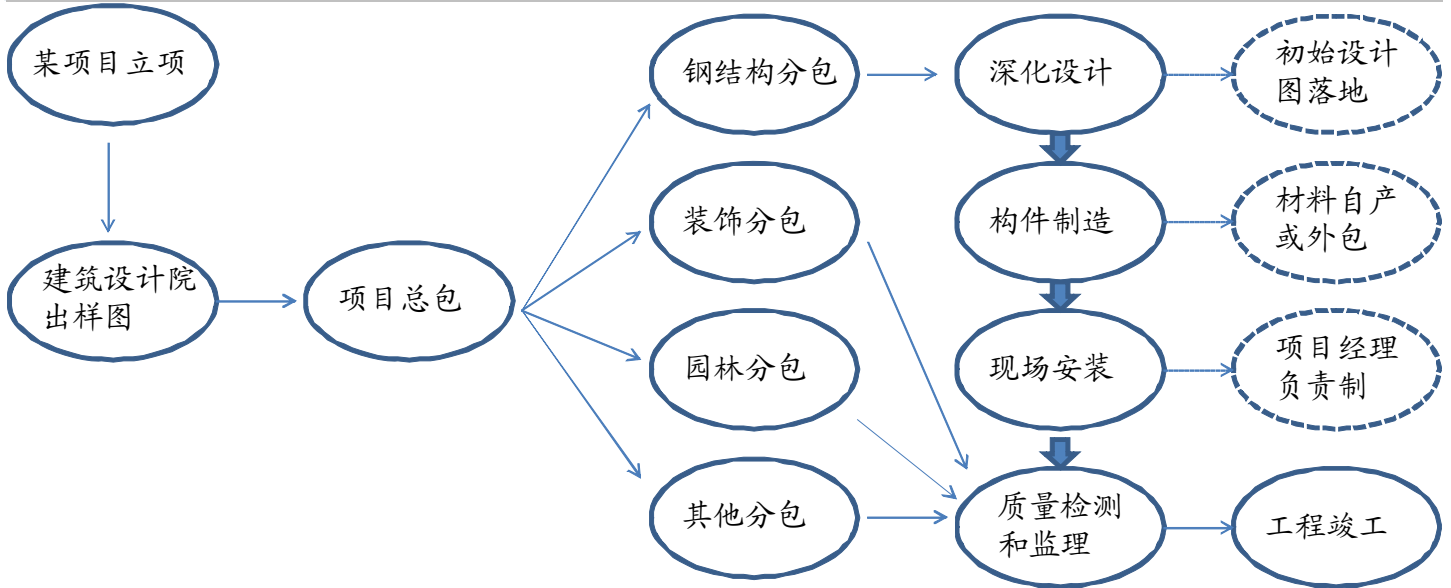 某项目立项
建筑设计院
出样图
项目总包
钢结构分包
装饰分包
园林分包
其他分包
深化设计
构件制造
现场安装
质量检测
和监理
初始设计
图落地
材料自产
或外包
项目经理
负责制
工程竣工